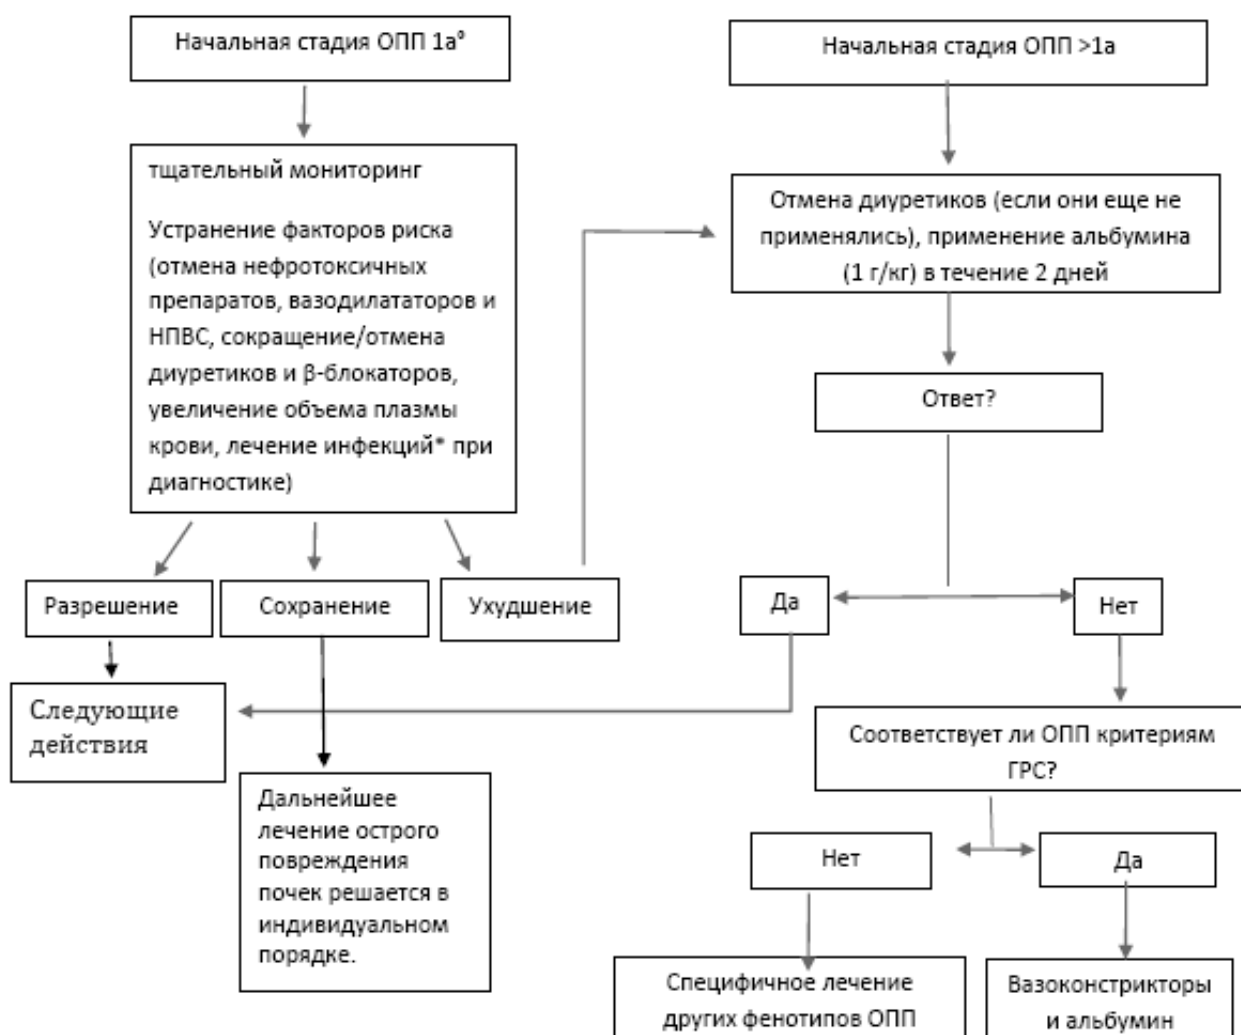 Начальная стадия ОПП 1а⁰
Начальная стадия ОПП >1а
тщательный мониторинг
Устранение факторов риска
(отмена нефротоксичных
препаратов, вазодилататоров и
НПВС, сокращение/отмена
диуретиков и β-блокаторов,
увеличение объема плазмы
крови, лечение инфекций* при
диагностике)
Отмена диуретиков (если они еще не
применялись), применение альбумина
(1 г/кг) в течение 2 дней
Ответ?
Разрешение
Сохранение
Ухудшение
Да
Нет
Следующие
действия
Соответствует ли ОПП критериям
ГРС?
Дальнейшее
лечение острого
повреждения
почек решается в
индивидуальном
порядке.
Нет
Да
Специфичное лечение
других фенотипов ОПП
Вазоконстрикторы
и альбумин